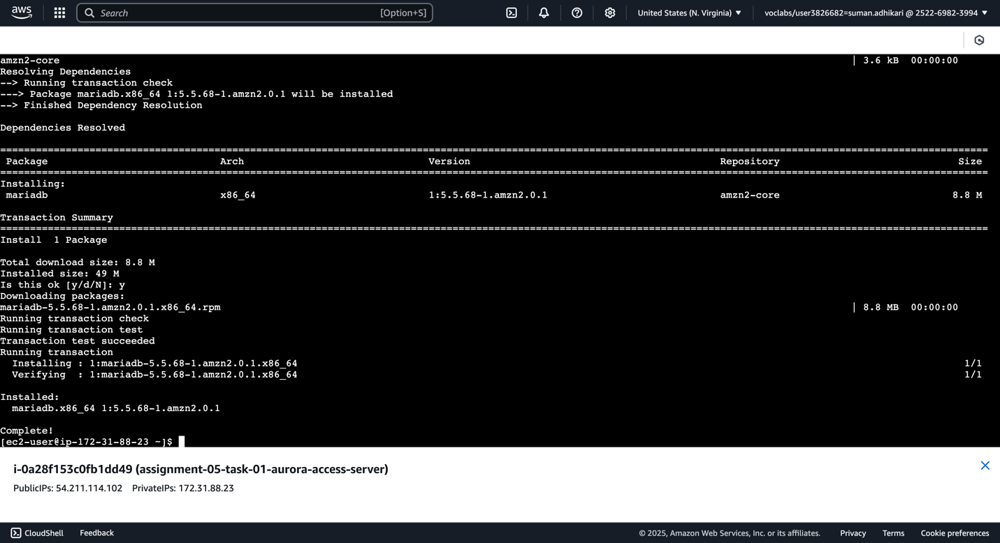 aws
Search [Option+S]
United States (N. Virginia) ▼
voclabs/user3826682=suman.adhikari @ 2522-6982-3994 ▼
amzn2-core | 3.6 kB 00:00:00
Resolving Dependencies
--> Running transaction check
---> Package mariadb.x86_64 1:5.5.68-1.amzn2.0.1 will be installed
--> Finished Dependency Resolution
Dependencies Resolved
Package Arch Version Repository Size
Installing:
mariadb x86_64 1:5.5.68-1.amzn2.0.1 amzn2-core 8.8 M
Transaction Summary
Install 1 Package
Total download size: 8.8 M
Installed size: 49 M
Is this ok [y/d/N]: y
Downloading packages:
mariadb-5.5.68-1.amzn2.0.1.x86_64.rpm | 8.8 MB 00:00:00
Running transaction check
Running transaction test
Transaction test succeeded
Running transaction
Installing : 1:mariadb-5.5.68-1.amzn2.0.1.x86_64 1/1
Verifying : 1:mariadb-5.5.68-1.amzn2.0.1.x86_64 1/1
Installed:
mariadb.x86_64 1:5.5.68-1.amzn2.0.1
Complete!
[ec2-user@ip-172-31-88-23 ~]$
i-0a28f153c0fb1dd49 (assignment-05-task-01-aurora-access-server)
PublicIPs: 54.211.114.102 PrivateIPs: 172.31.88.23
CloudShell Feedback © 2025, Amazon Web Services, Inc. or its affiliates. Privacy Terms Cookie preferences